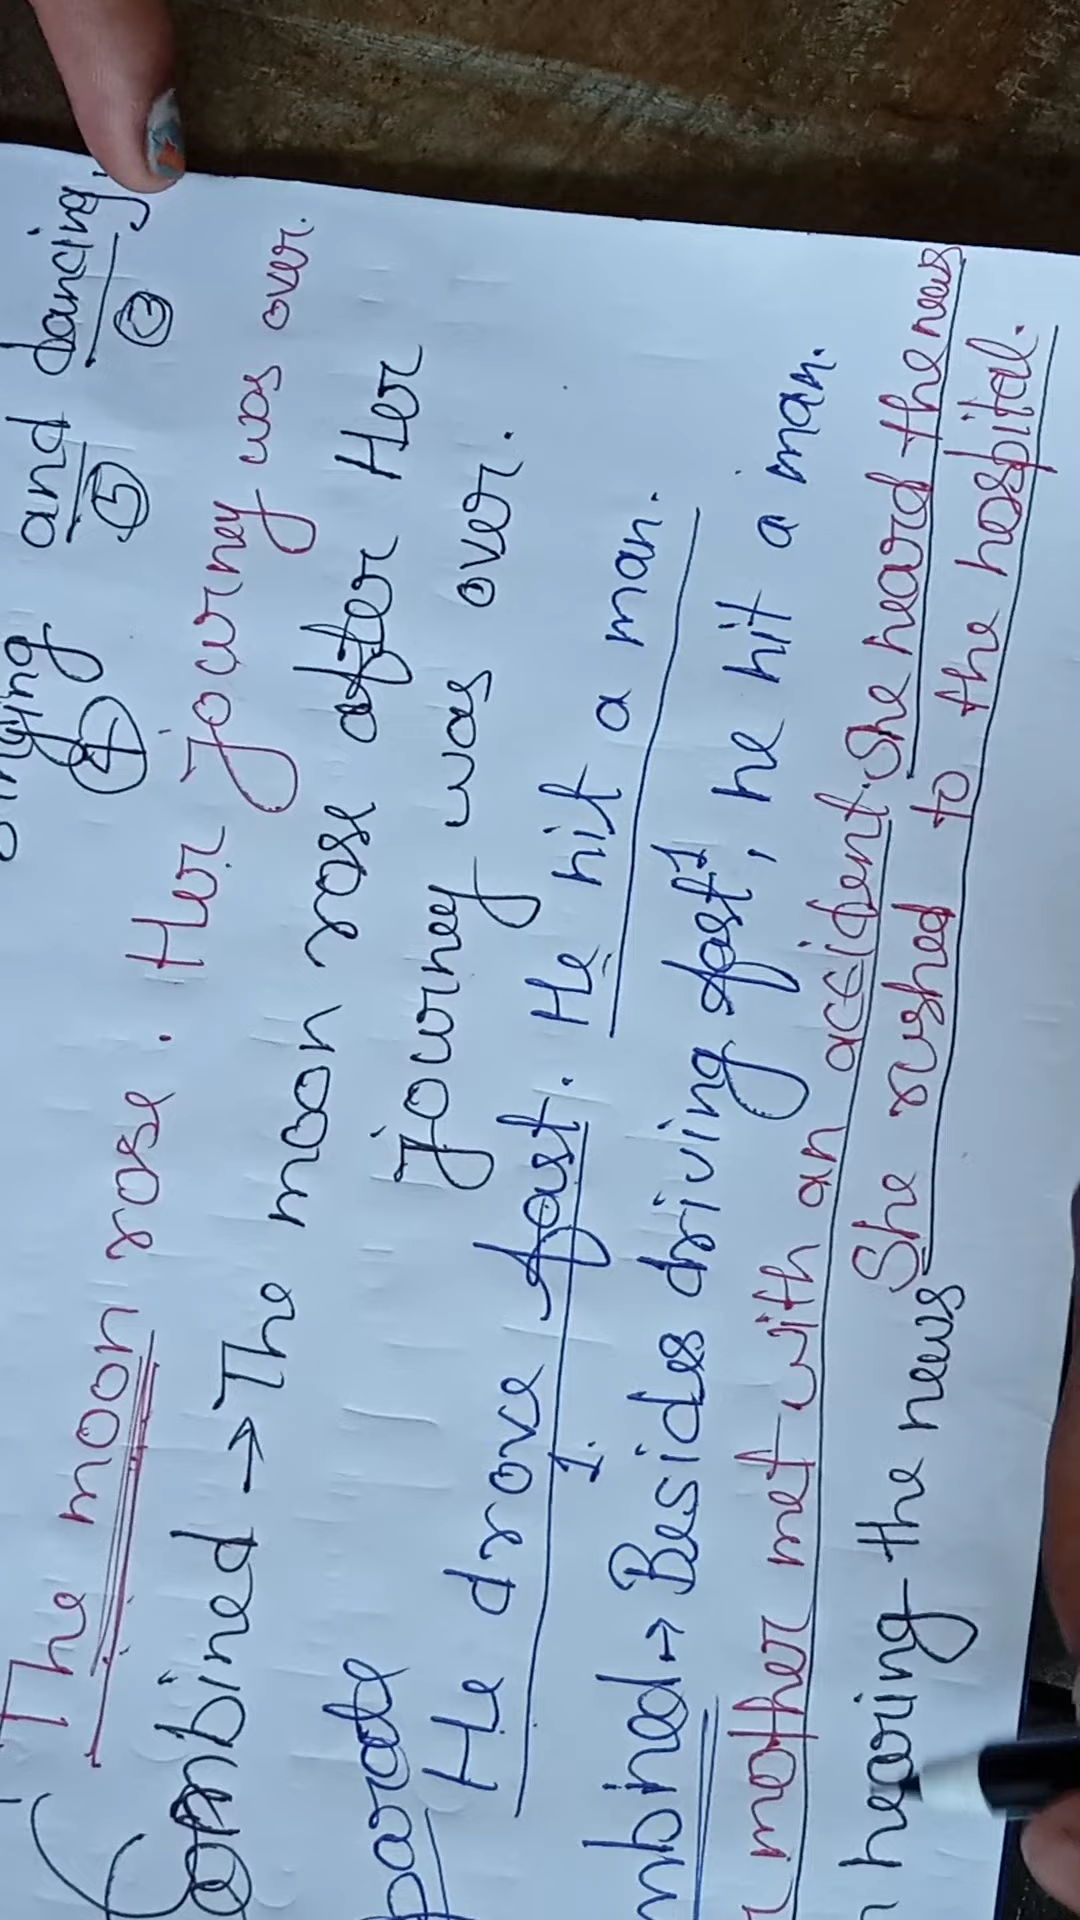 and dancing.
5
3
4
The moon rose. Her journey was over.
Combined → The moon rose after Her
journey was over.
He drove fast. He hit a man.
1.
Besides driving fast, he hit a man.
1
mother met with an accident. She heard the news
She rushed to the hospital.
hearing the news